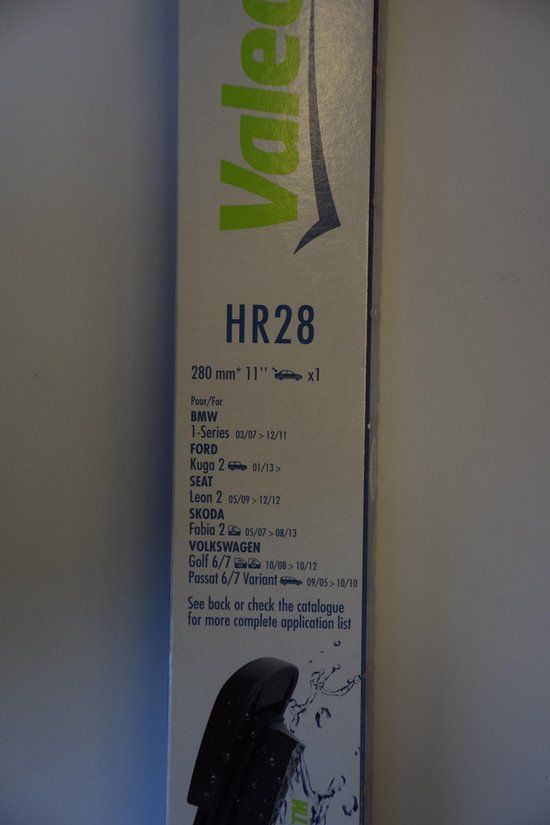 Valeo
HR28
280 mm* 11'' x1
Pour/For
BMW
1-Series 03/07 > 12/11
FORD
Kuga 2 01/13 >
SEAT
Leon 2 05/09 > 12/12
SKODA
Fabia 2 05/07 > 08/13
VOLKSWAGEN
Golf 6/7 10/08 > 10/12
Passat 6/7 Variant 09/05 > 10/10
See back or check the catalogue
for more complete application list
TM